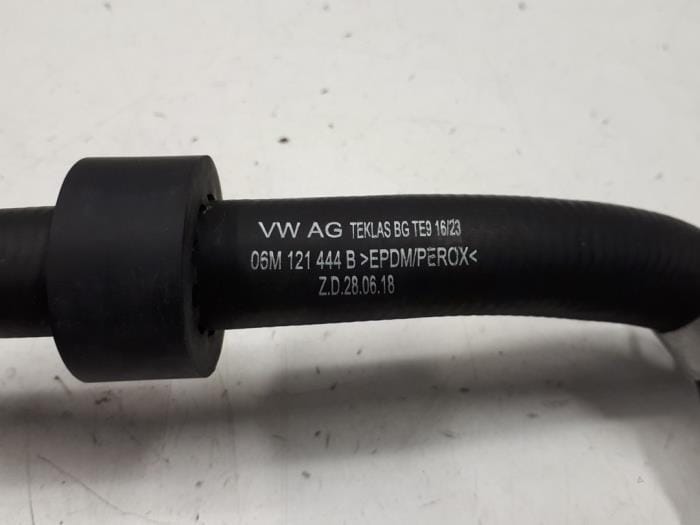 VW AG TEKLAS BG TE9 16/23
06M 121 444 B >EPDM/PEROX<
Z.D.28.06.18